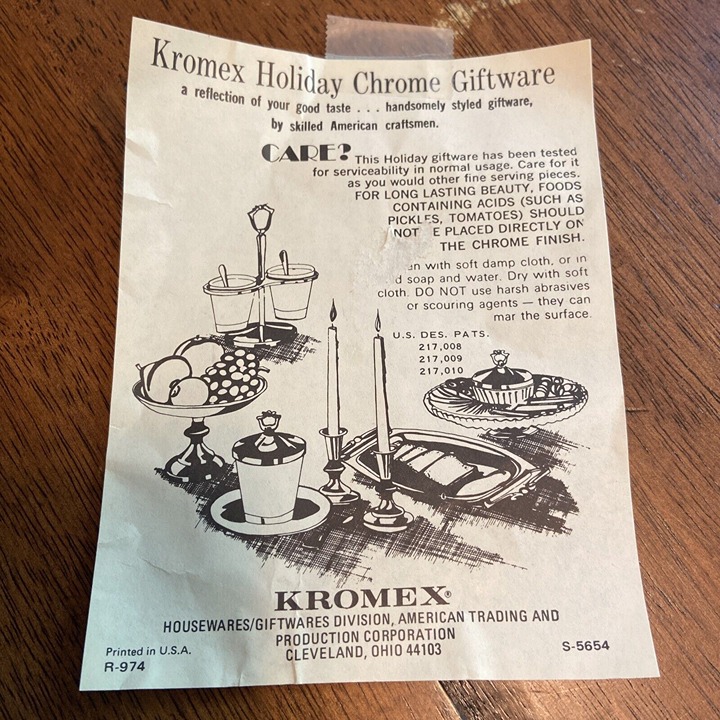 Kromex Holiday Chrome Giftware
a reflection of your good taste . . . handsomely styled giftware,
by skilled American craftsmen.
CARE? This Holiday giftware has been tested
for serviceability in normal usage. Care for it
as you would other fine serving pieces.
FOR LONG LASTING BEAUTY, FOODS
CONTAINING ACIDS (SUCH AS
PICKLES, TOMATOES) SHOULD
NOT E PLACED DIRECTLY ON
THE CHROME FINISH.
with soft damp cloth, or in
soap and water. Dry with soft
cloth. DO NOT use harsh abrasives
or scouring agents — they can
mar the surface.
U.S. DES. PATS.
217,008
217,009
217,010
KROMEX®
HOUSEWARES/GIFTWARES DIVISION, AMERICAN TRADING AND
PRODUCTION CORPORATION
CLEVELAND, OHIO 44103
Printed in U.S.A.
R-974
S-5654